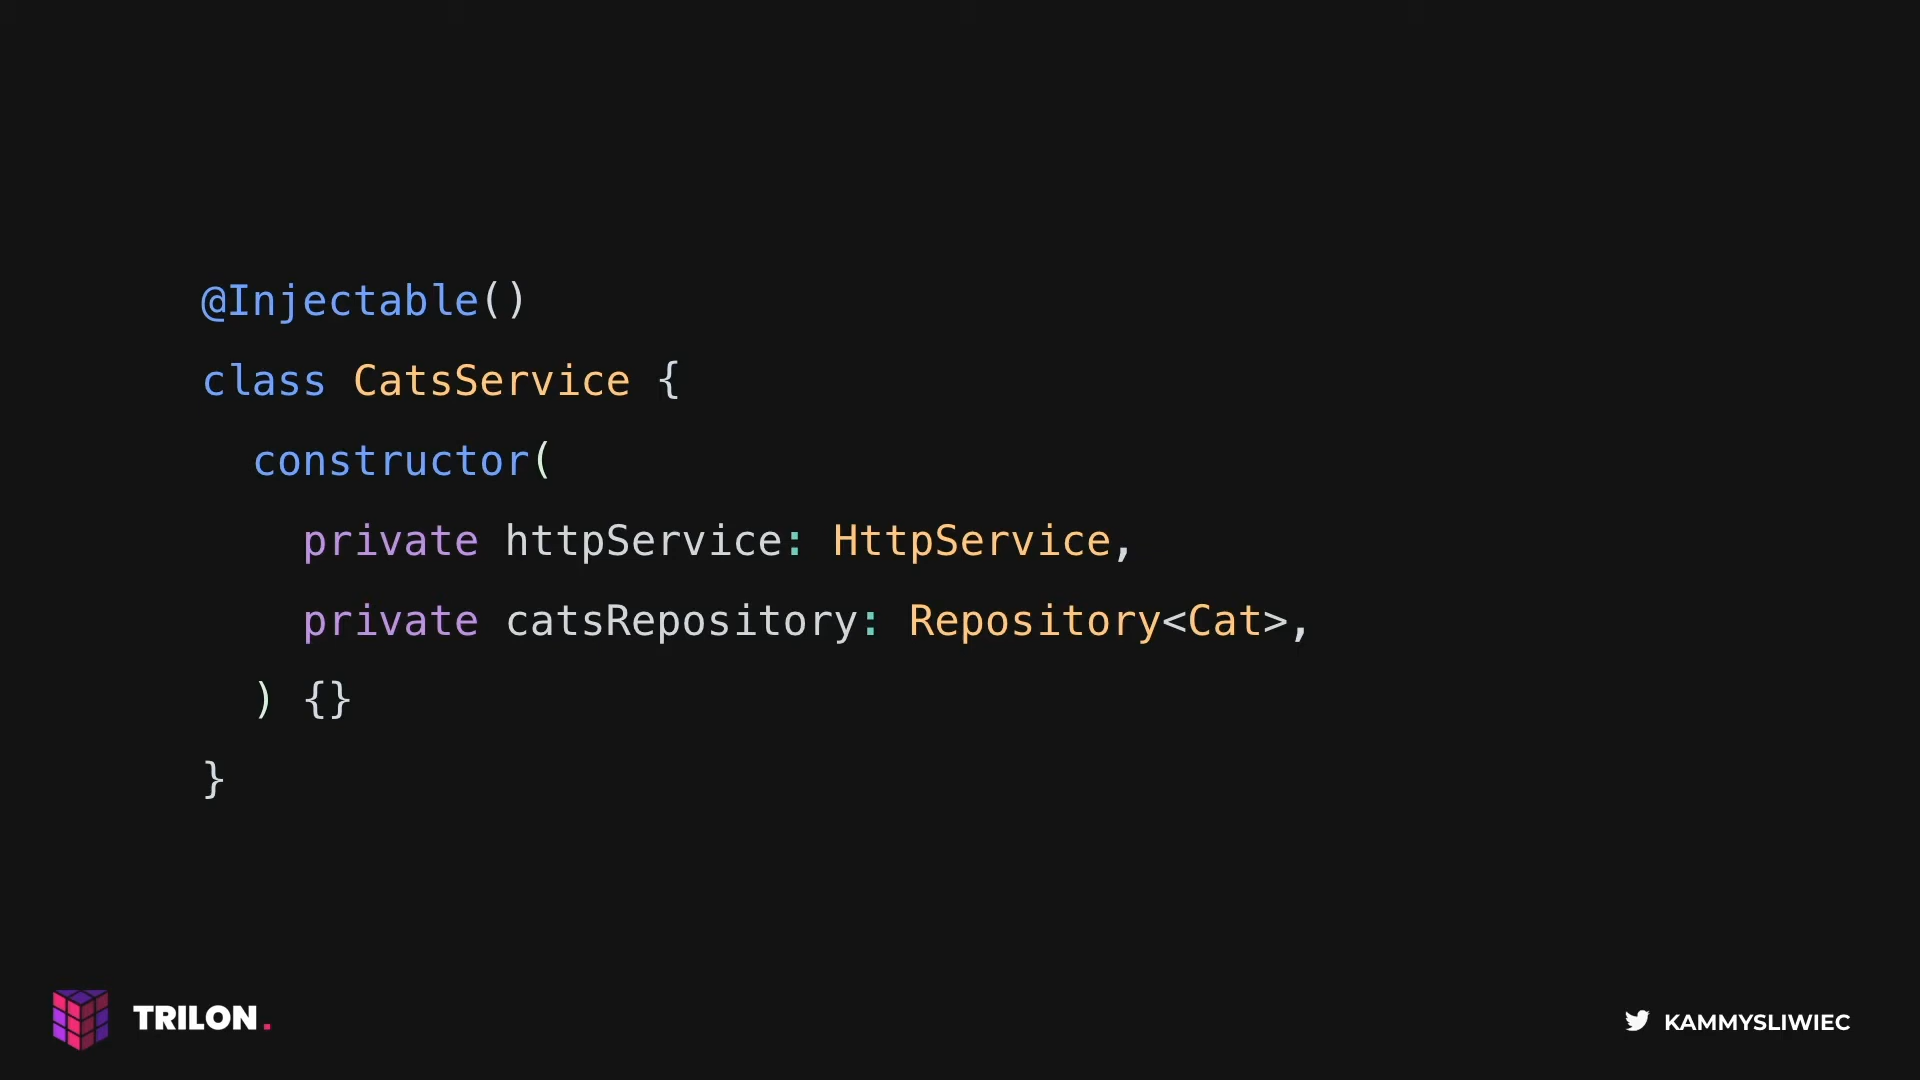 @Injectable()
class CatsService {
  constructor(
    private httpService: HttpService,
    private catsRepository: Repository<Cat>,
  ) {}
}
TRILON.
KAMMYSLIWIEC